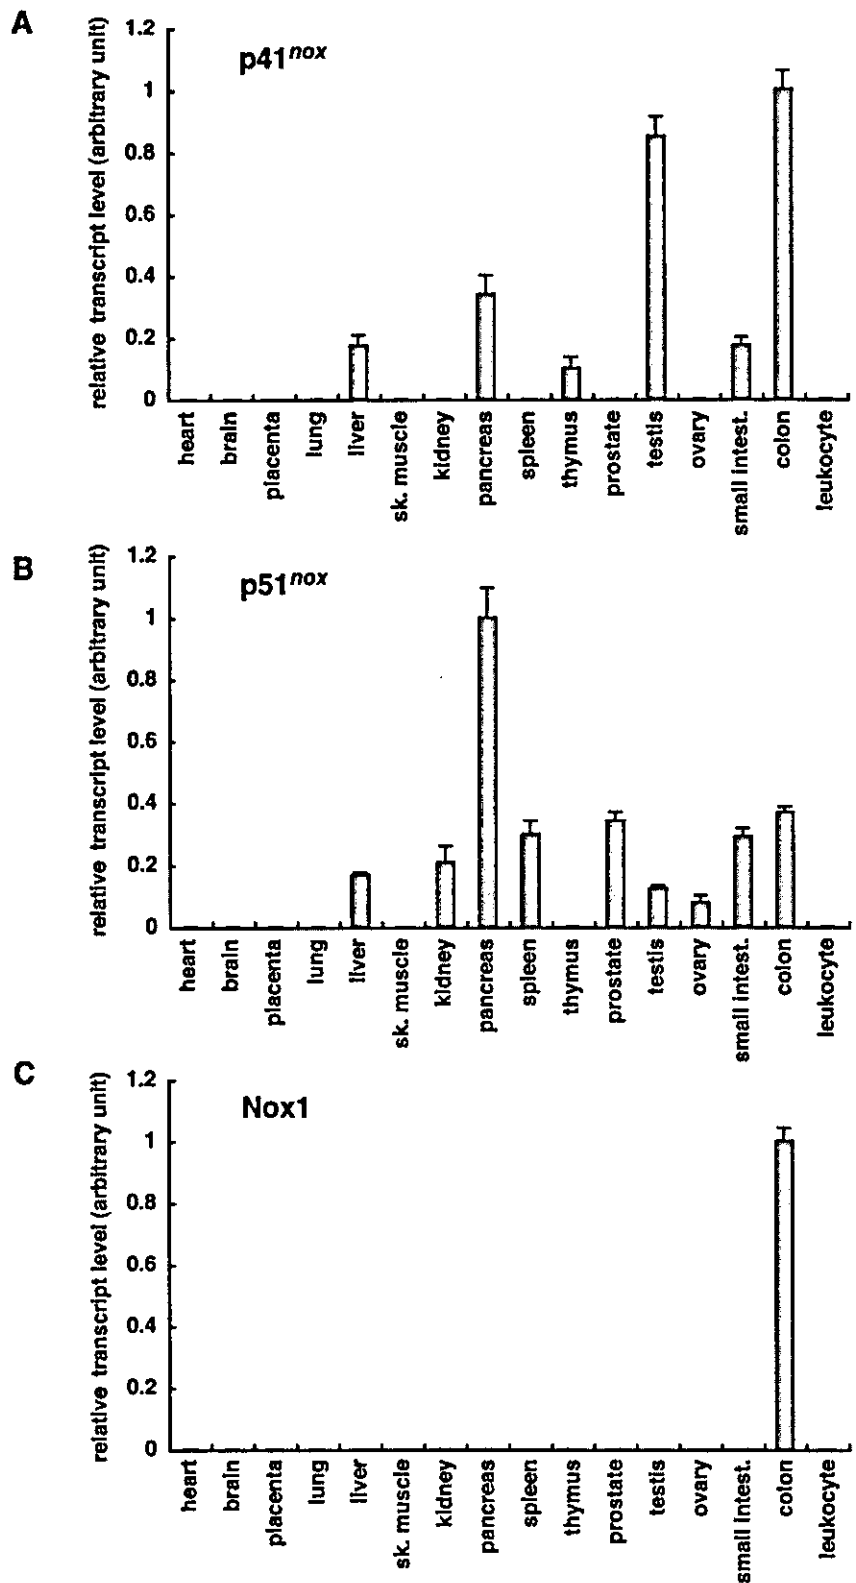 A
p41nox
relative transcript level (arbitrary unit)
1.2
1
0.8
0.6
0.4
0.2
0
heart
brain
placenta
lung
liver
sk. muscle
kidney
pancreas
spleen
thymus
prostate
testis
ovary
small intest.
colon
leukocyte
B
p51nox
relative transcript level (arbitrary unit)
1.2
1
0.8
0.6
0.4
0.2
0
heart
brain
placenta
lung
liver
sk. muscle
kidney
pancreas
spleen
thymus
prostate
testis
ovary
small intest.
colon
leukocyte
C
Nox1
relative transcript level (arbitrary unit)
1.2
1
0.8
0.6
0.4
0.2
0
heart
brain
placenta
lung
liver
sk. muscle
kidney
pancreas
spleen
thymus
prostate
testis
ovary
small intest.
colon
leukocyte